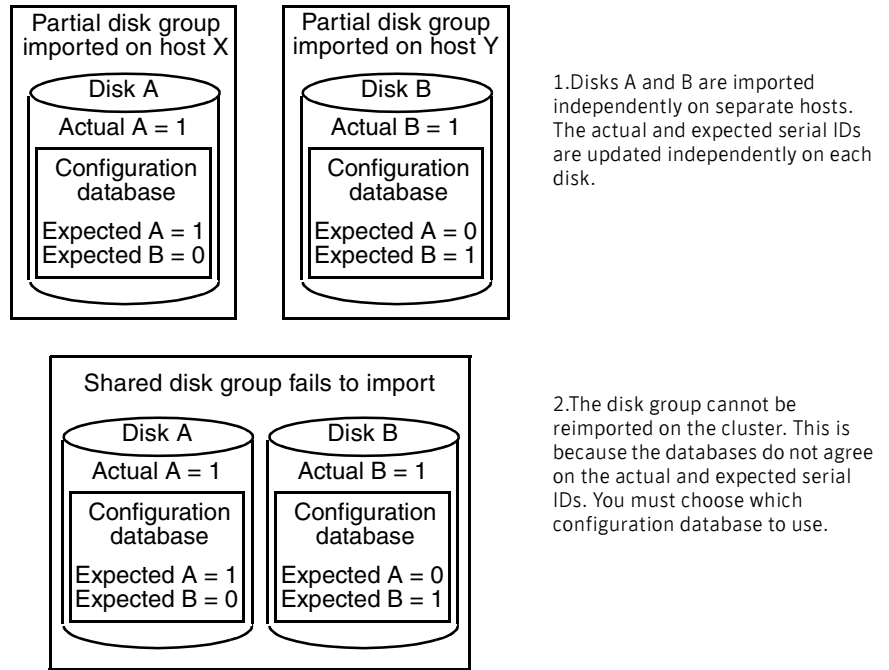 Partial disk group
imported on host X
Disk A
Actual A = 1
Configuration
database
Expected A = 1
Expected B = 0
Partial disk group
imported on host Y
Disk B
Actual B = 1
Configuration
database
Expected A = 0
Expected B = 1
1.Disks A and B are imported
independently on separate hosts.
The actual and expected serial IDs
are updated independently on each
disk.
Shared disk group fails to import
Disk A
Actual A = 1
Configuration
database
Expected A = 1
Expected B = 0
Disk B
Actual B = 1
Configuration
database
Expected A = 0
Expected B = 1
2.The disk group cannot be
reimported on the cluster. This is
because the databases do not agree
on the actual and expected serial
IDs. You must choose which
configuration database to use.